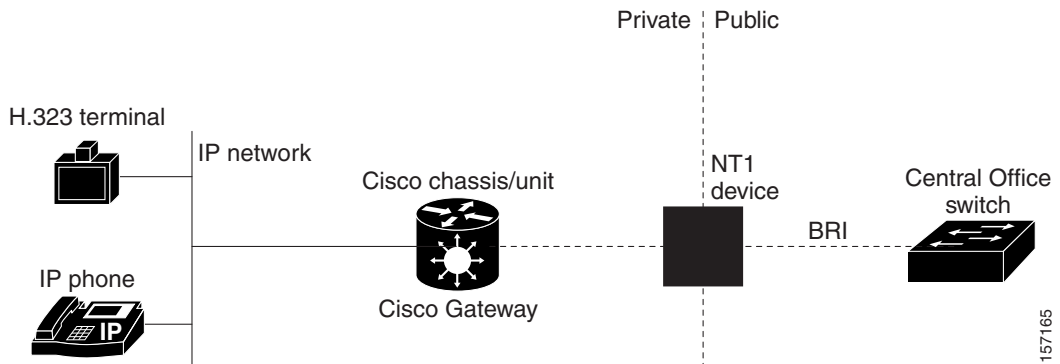 Private
Public
H.323 terminal
IP network
Cisco chassis/unit
NT1
device
Central Office
switch
BRI
IP phone
IP
Cisco Gateway
157165